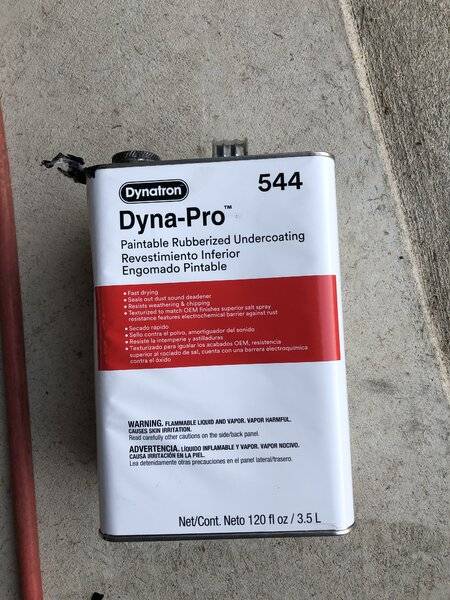 Dynatron
544
Dyna-Pro™
Paintable Rubberized Undercoating
Revestimiento Inferior
Engomado Pintable
• Fast drying
• Seals out dust sound deadener
• Resists weathering & chipping
• Texturized to match OEM finishes superior salt spray
resistance features electrochemical barrier against rust
• Secado rápido
• Sello contra el polvo, amortiguador del sonido
• Resiste la intemperie y astilladuras
• Texturizado para igualar los acabados OEM, resistencia
superior al rociado de sal, cuenta con una barrera electroquímica
contra el óxido
WARNING. FLAMMABLE LIQUID AND VAPOR. VAPOR HARMFUL.
CAUSES SKIN IRRITATION.
Read carefully other cautions on the side/back panel.
ADVERTENCIA. LÍQUIDO INFLAMABLE Y VAPOR. VAPOR NOCIVO.
CAUSA IRRITACIÓN EN LA PIEL.
Lea detenidamente otras precauciones en el panel lateral/trasero.
Net/Cont. Neto 120 fl oz / 3.5 L